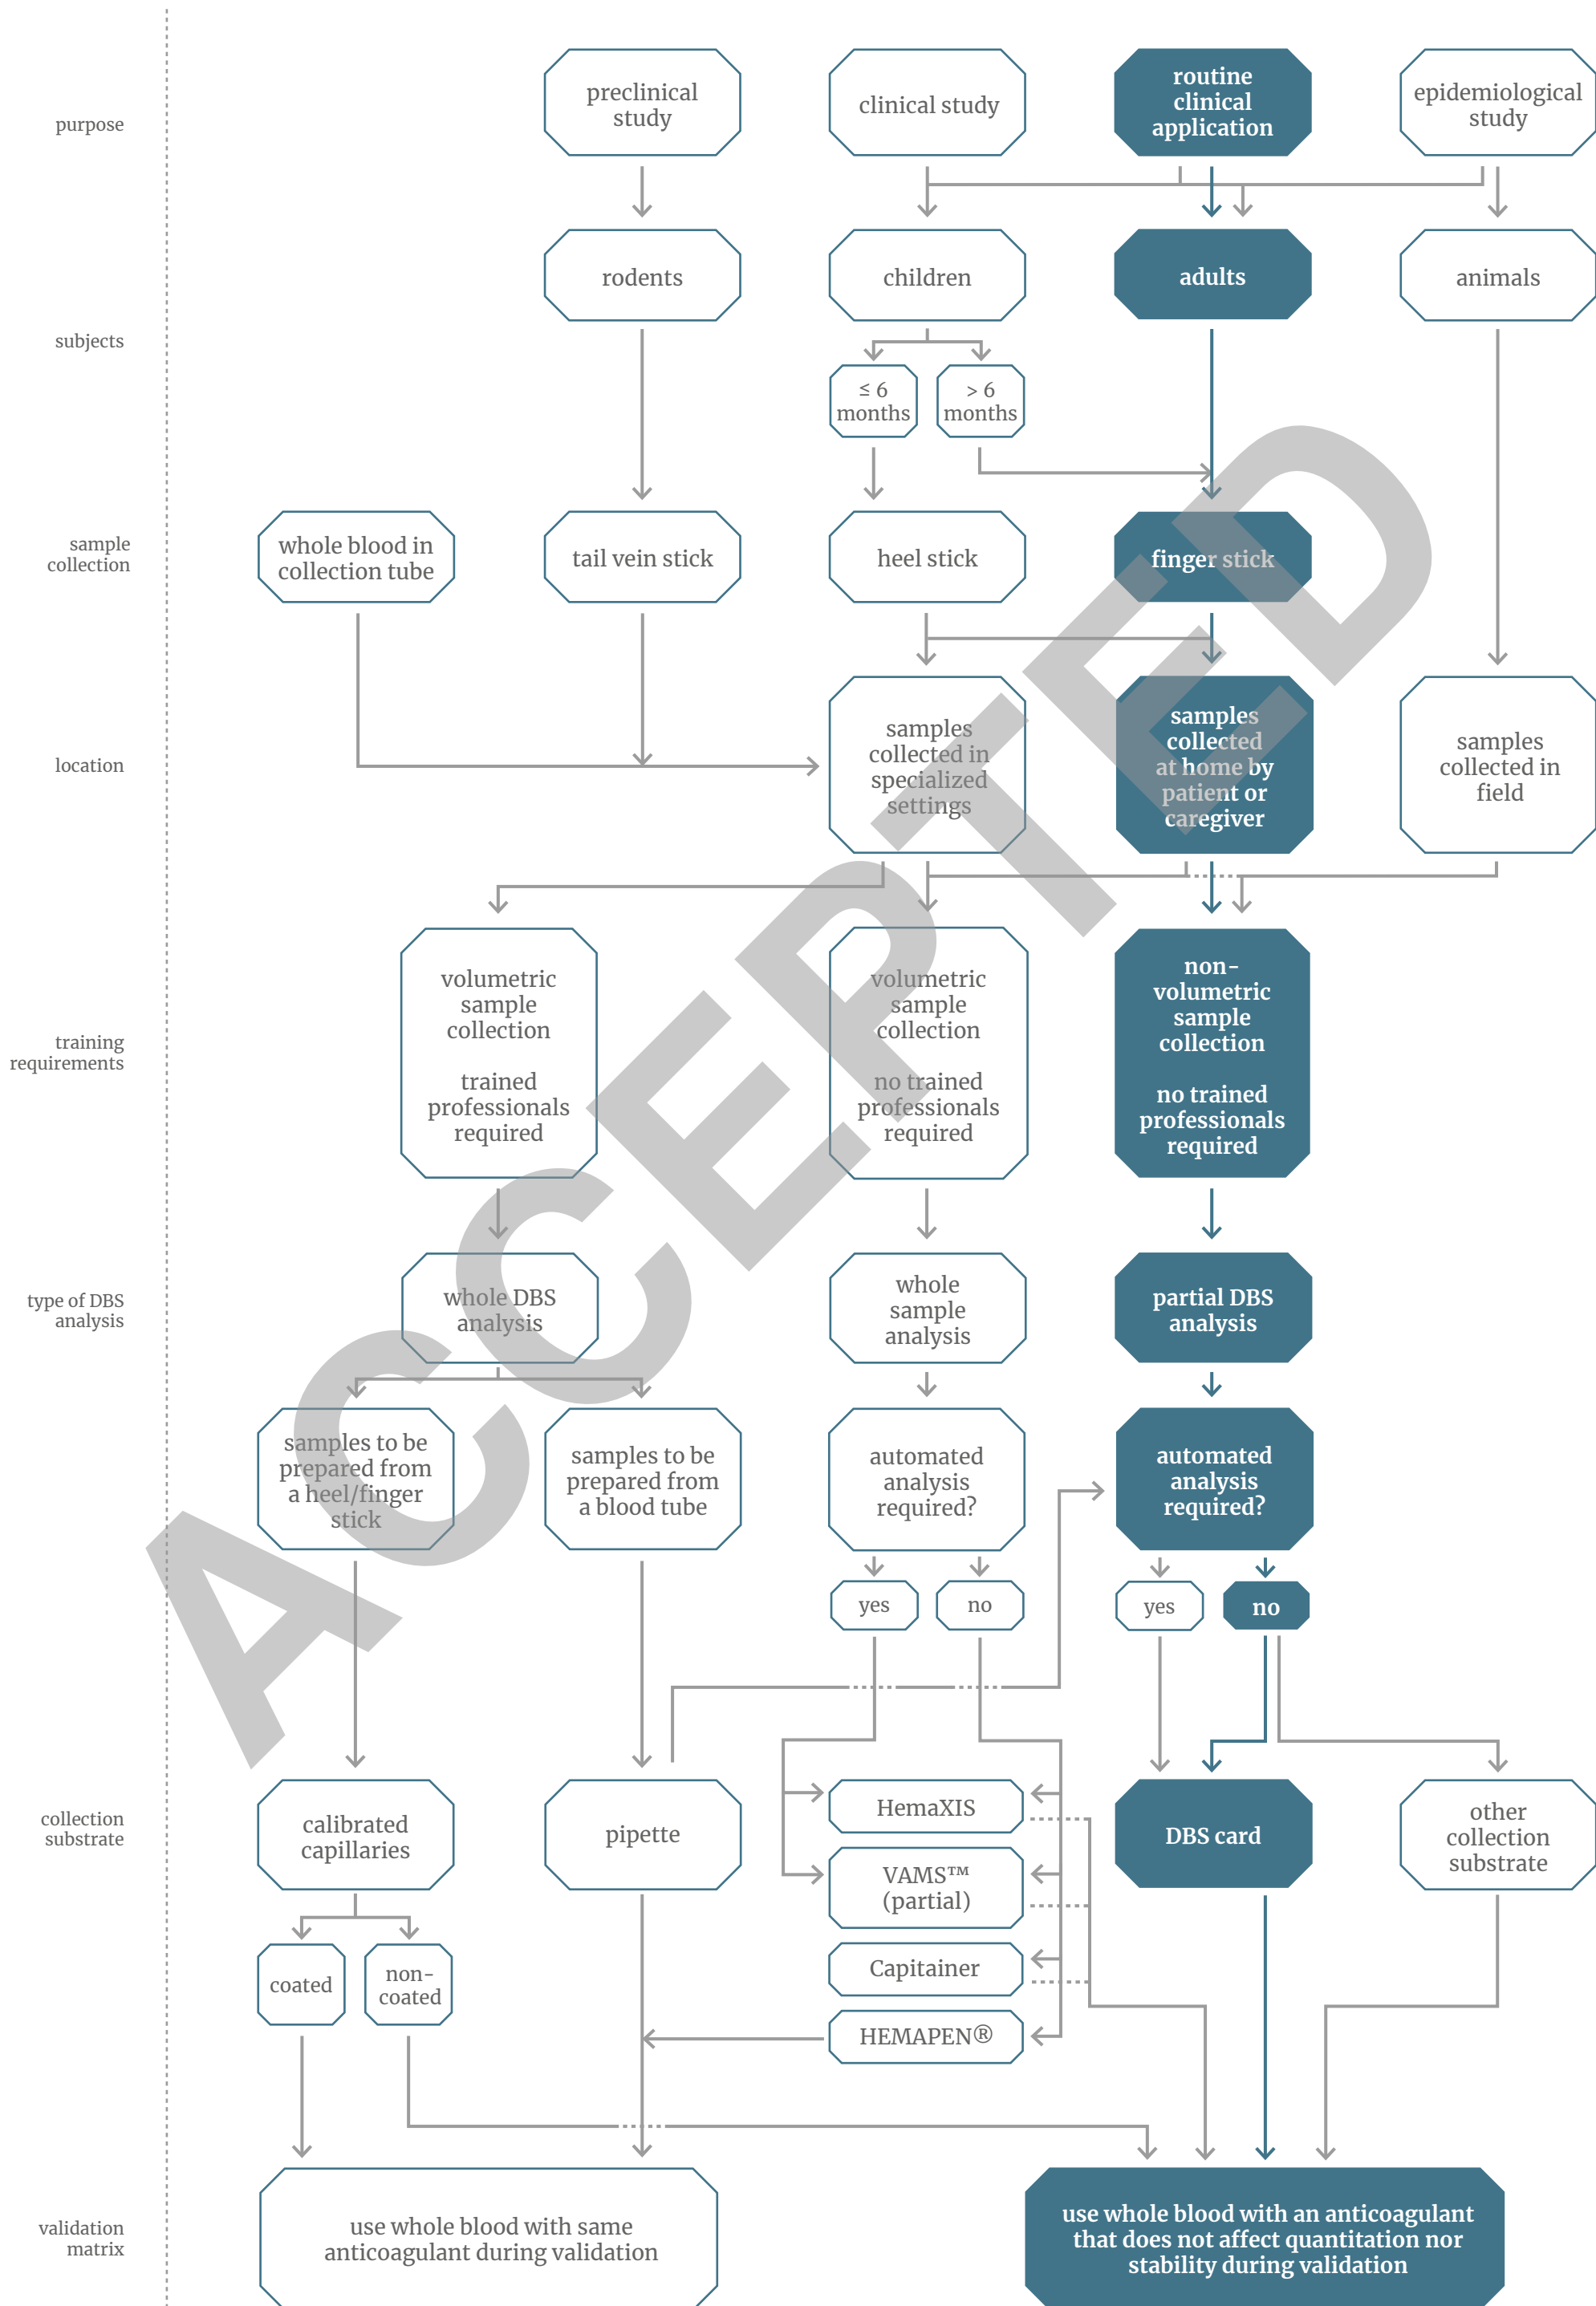 purpose
preclinical
study
clinical study
routine
clinical
application
epidemiological
study
subjects
rodents
children
adults
animals
≤ 6
months
> 6
months
sample
collection
whole blood in
collection tube
tail vein stick
heel stick
finger stick
location
samples
collected in
specialized
settings
samples
collected
at home by
patient or
caregiver
samples
collected in
field
training
requirements
volumetric
sample
collection
trained
professionals
required
volumetric
sample
collection
no trained
professionals
required
non-
volumetric
sample
collection
no trained
professionals
required
type of DBS
analysis
whole DBS
analysis
whole
sample
analysis
partial DBS
analysis
samples to be
prepared from
a heel/finger
stick
samples to be
prepared from
a blood tube
automated
analysis
required?
automated
analysis
required?
yes
no
yes
no
collection
substrate
calibrated
capillaries
pipette
HemaXIS
VAMS™
(partial)
Capitainer
HEMAPEN®
DBS card
other
collection
substrate
coated
non-
coated
validation
matrix
use whole blood with same
anticoagulant during validation
use whole blood with an anticoagulant
that does not affect quantitation nor
stability during validation
ACCEPTED